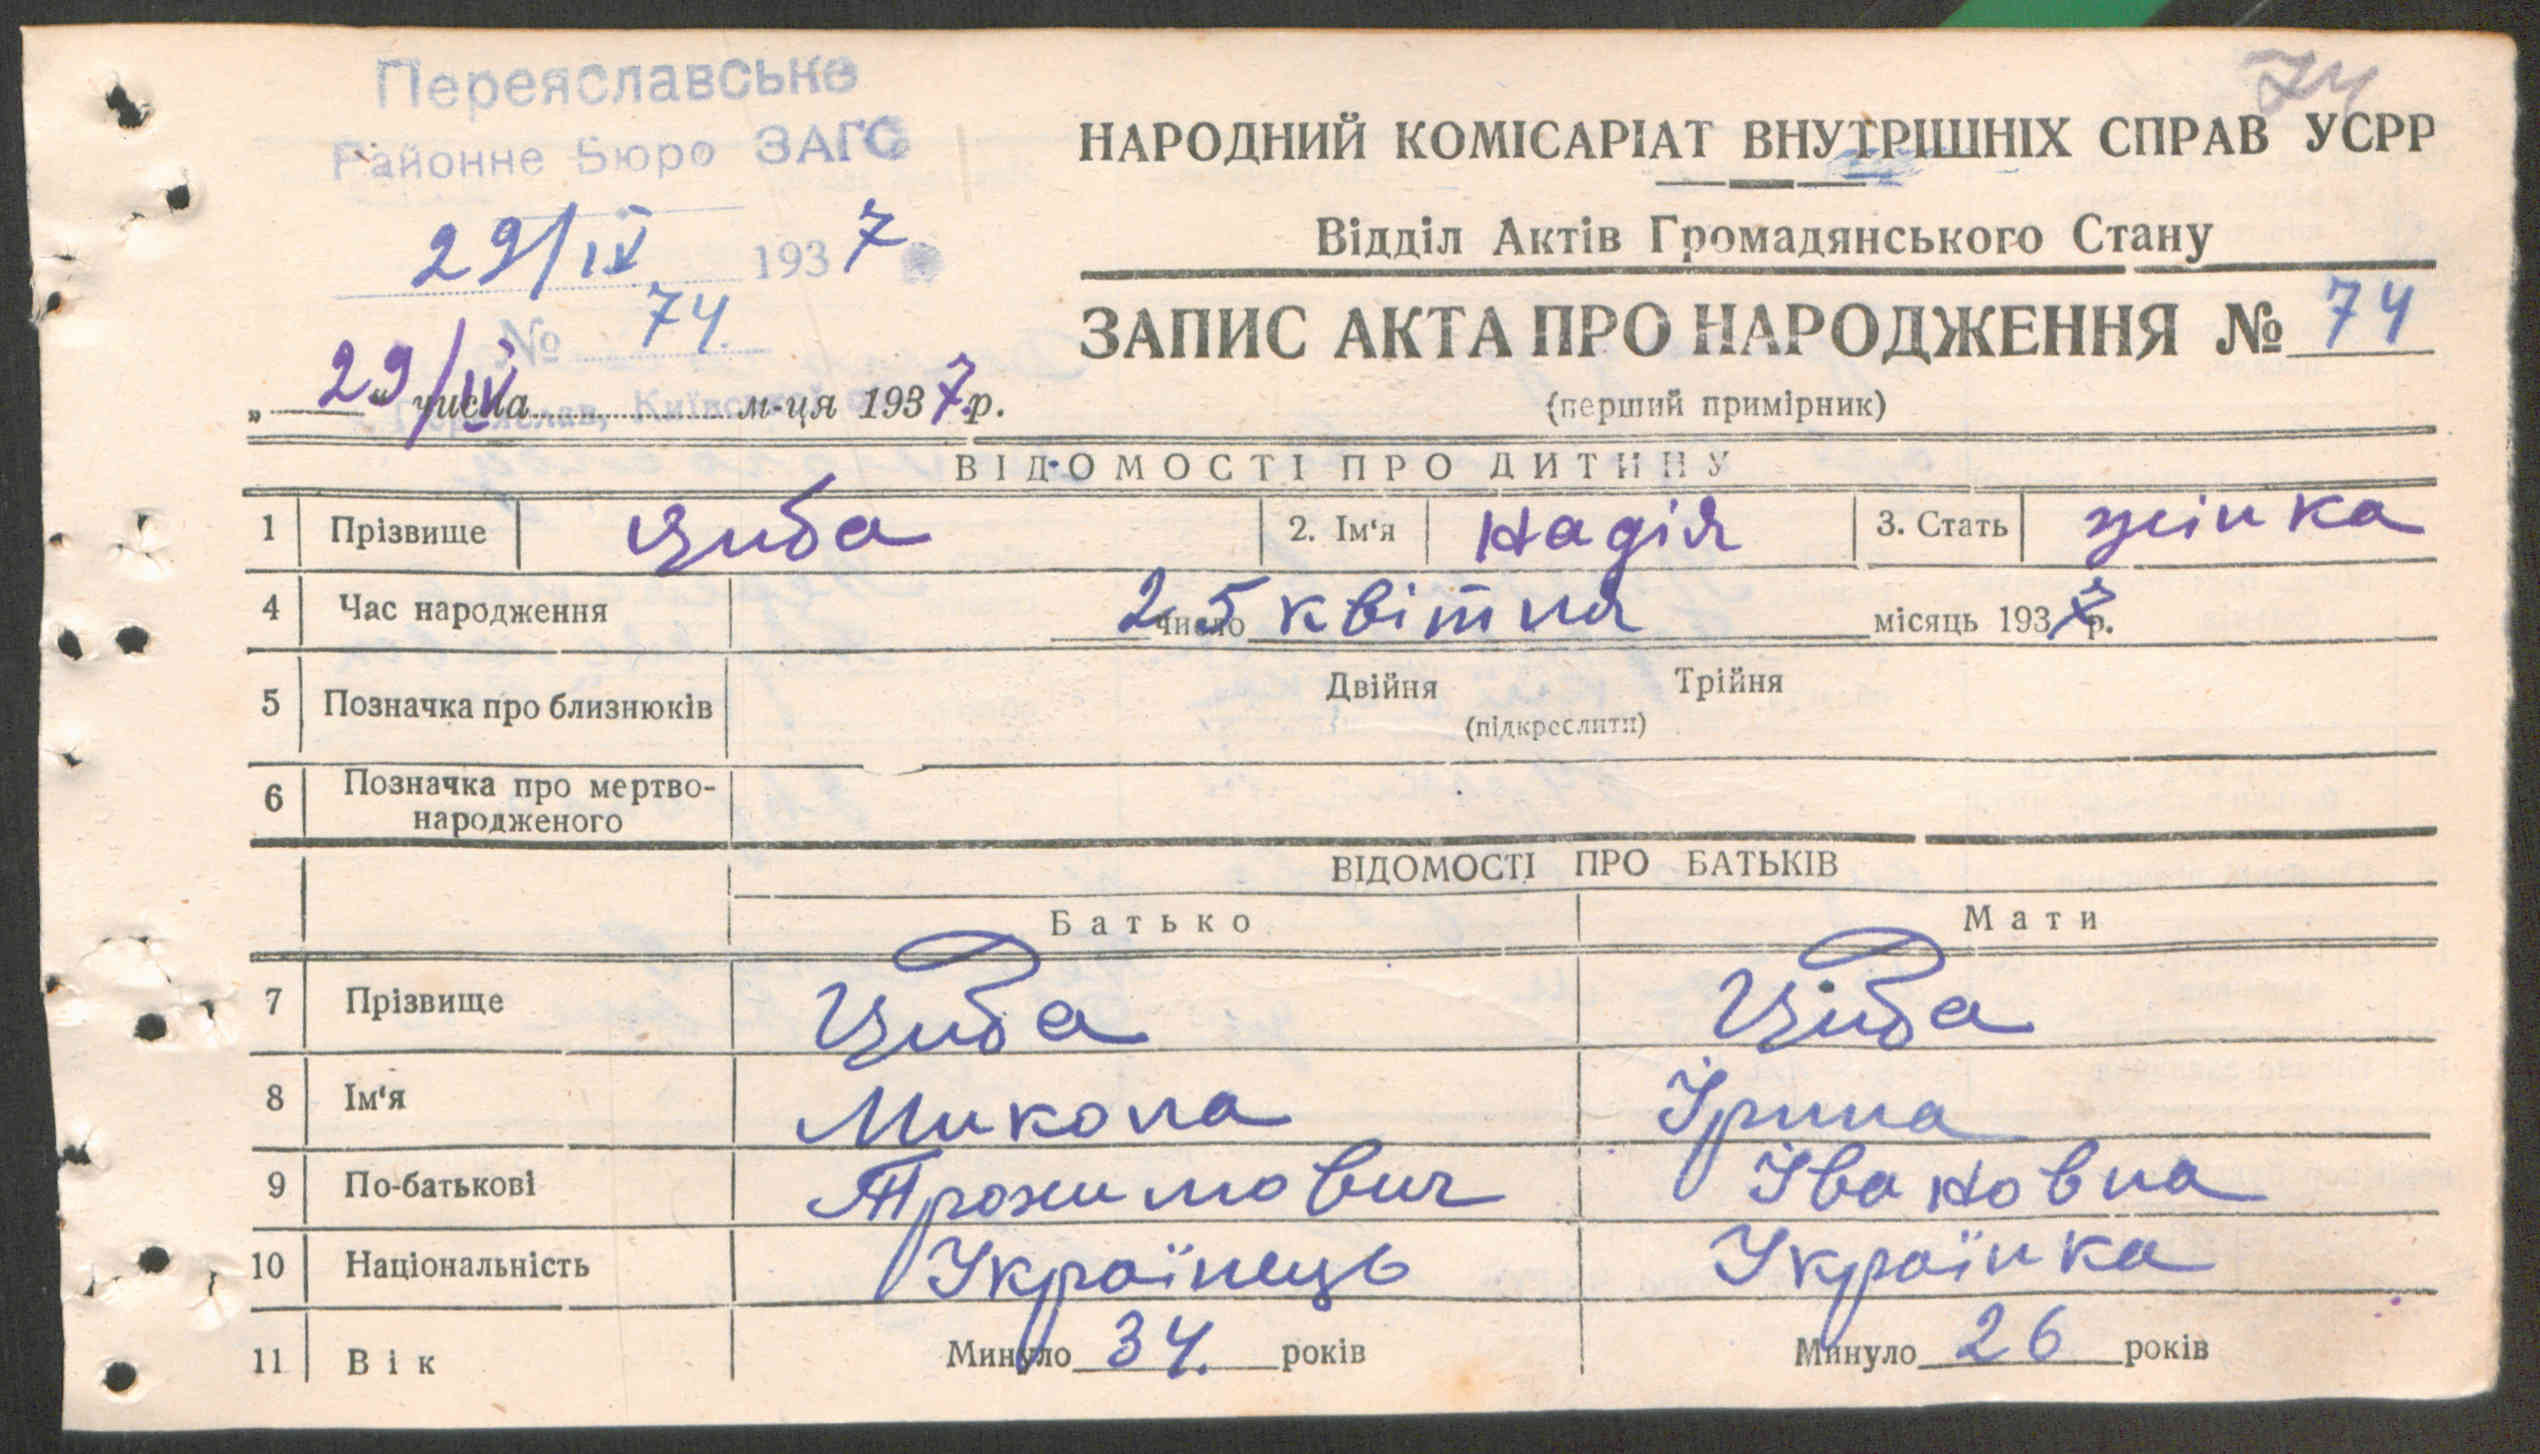 Переяславське
Районне Бюро ЗАГС
29/IV 1937
№ 74.
74
НАРОДНИЙ КОМІСАРІАТ ВНУТРІШНІХ СПРАВ УСРР
Відділ Актів Громадянського Стану
ЗАПИС АКТА ПРО НАРОДЖЕННЯ № 74
(перший примірник)
„29/IV“ числа м-ця 1937 р.
ВІДОМОСТІ ПРО ДИТИНУ
1 Прізвище Циба 2. Ім‘я Надія 3. Стать жінка
4 Час народження 25 число квітня місяць 1937 р.
5 Позначка про близнюків Двійня Трійня
(підкреслити)
6 Позначка про мертво-
народженого
ВІДОМОСТІ ПРО БАТЬКІВ
Батько Мати
7 Прізвище Циба Циба
8 Ім‘я Микола Ірина
9 По-батькові Трохимович Івановна
10 Національність Українець Українка
11 Вік Минуло 34. років Минуло 26 років